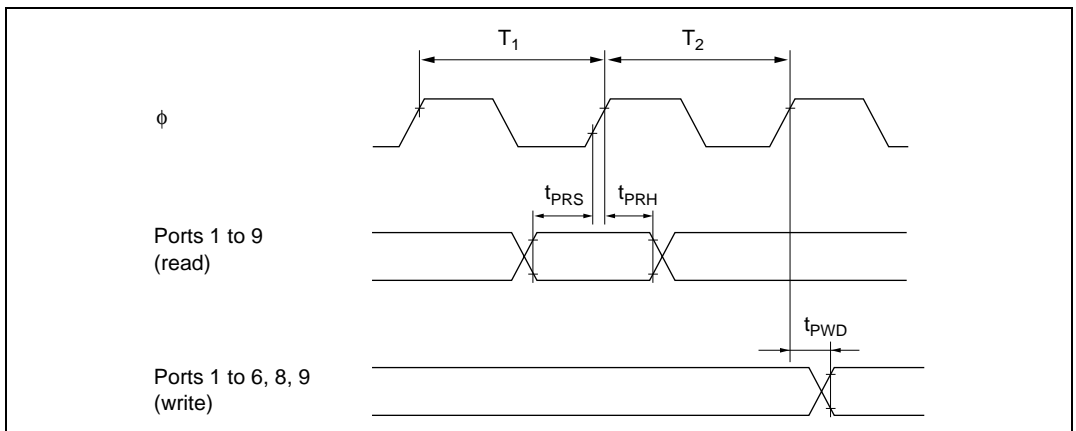 T1 T2
ϕ
tPRS tPRH
Ports 1 to 9
(read)
tPWD
Ports 1 to 6, 8, 9
(write)